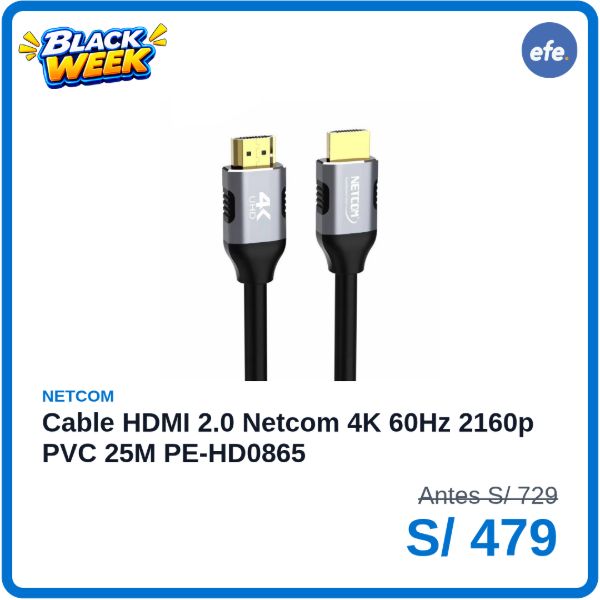 BLACK
WEEK
efe.
4K
UHD
NETCOM
NETCOM
Cable HDMI 2.0 Netcom 4K 60Hz 2160p
PVC 25M PE-HD0865
Antes S/ 729
S/ 479